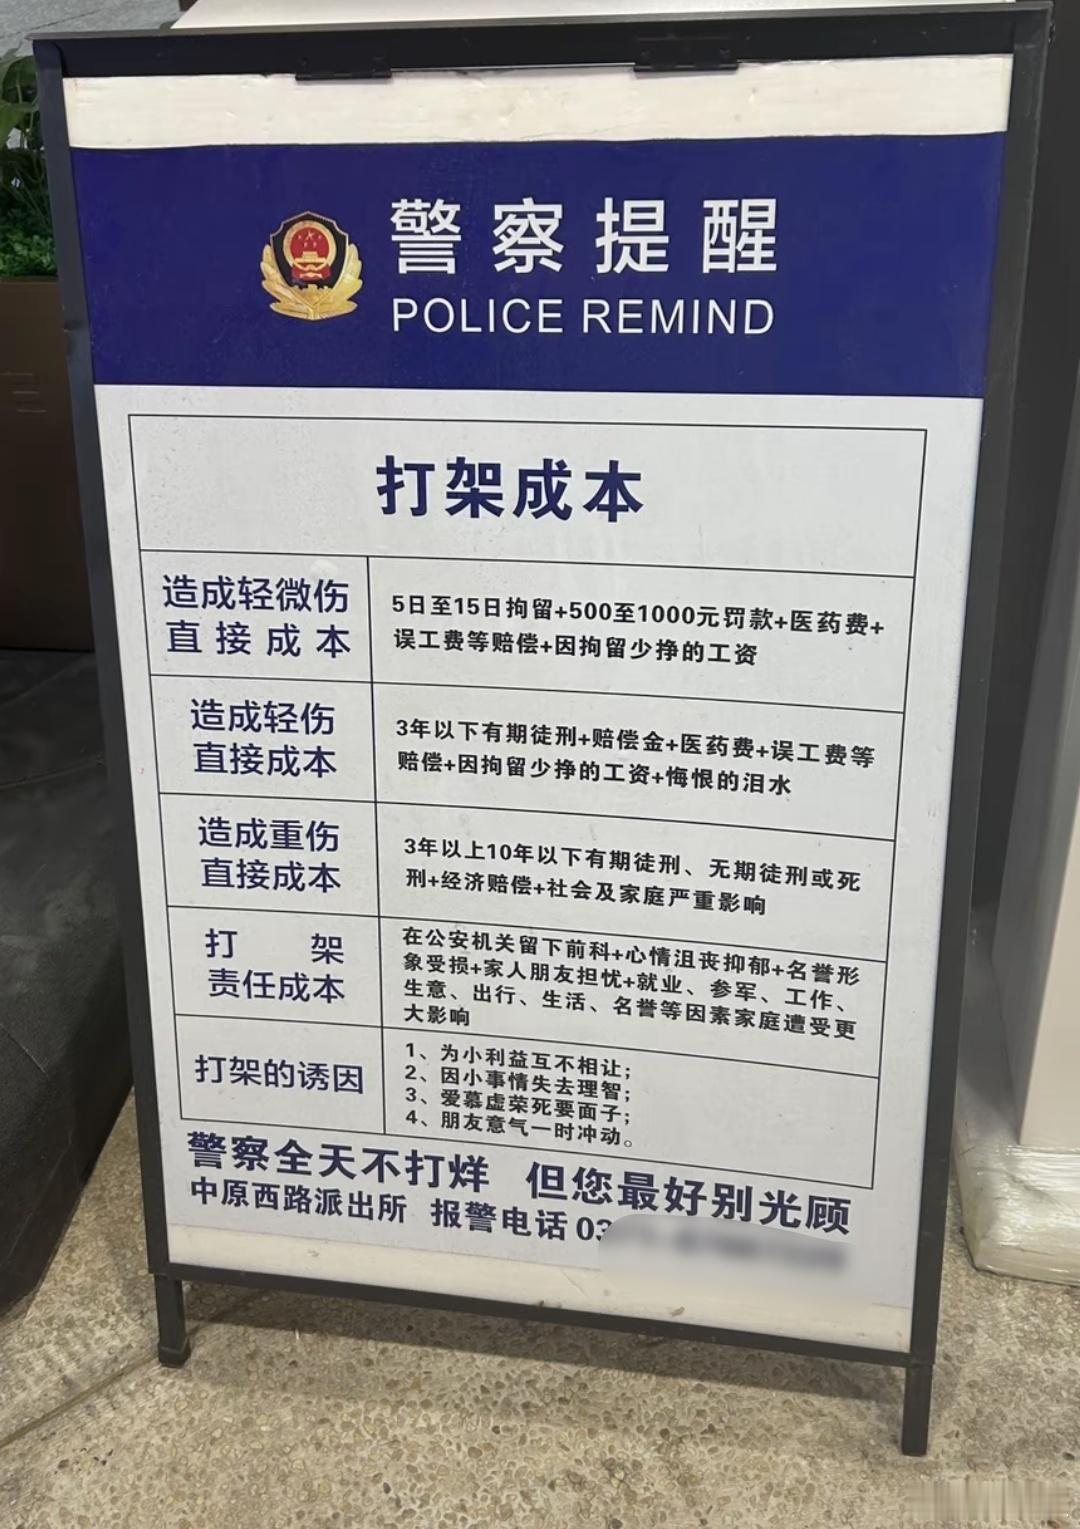 警察提醒
POLICE REMIND
打架成本
造成轻微伤
直接成本
5日至15日拘留+500至1000元罚款+医药费+
误工费等赔偿+因拘留少挣的工资
造成轻伤
直接成本
3年以下有期徒刑+赔偿金+医药费+误工费等
赔偿+因拘留少挣的工资+悔恨的泪水
造成重伤
直接成本
3年以上10年以下有期徒刑、无期徒刑或死
刑+经济赔偿+社会及家庭严重影响
打架
责任成本
在公安机关留下前科+心情沮丧抑郁+名誉形
象受损+家人朋友担忧+就业、参军、工作、
生意、出行、生活、名誉等因素家庭遭受更
大影响
打架的诱因
1、为小利益互不相让；
2、因小事情失去理智；
3、爱慕虚荣死要面子；
4、朋友意气一时冲动。
警察全天不打烊 但您最好别光顾
中原西路派出所 报警电话 03